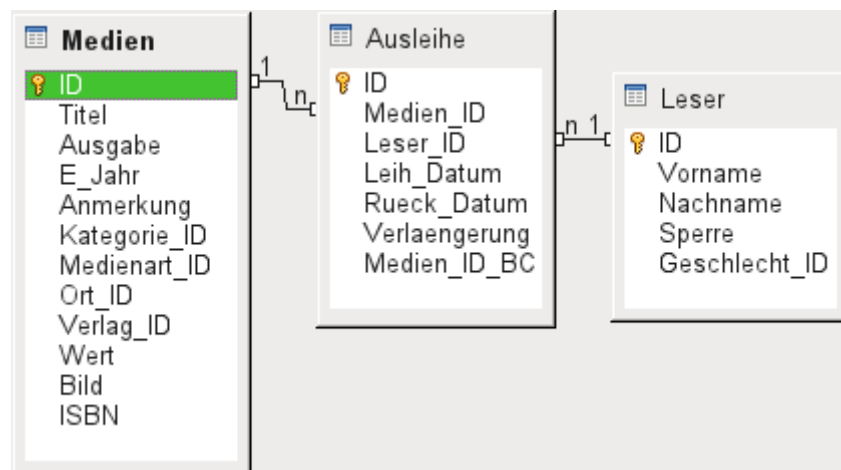 Medien
ID
Titel
Ausgabe
E_Jahr
Anmerkung
Kategorie_ID
Medienart_ID
Ort_ID
Verlag_ID
Wert
Bild
ISBN
1
n
Ausleihe
ID
Medien_ID
Leser_ID
Leih_Datum
Rueck_Datum
Verlaengerung
Medien_ID_BC
n 1
Leser
ID
Vorname
Nachname
Sperre
Geschlecht_ID